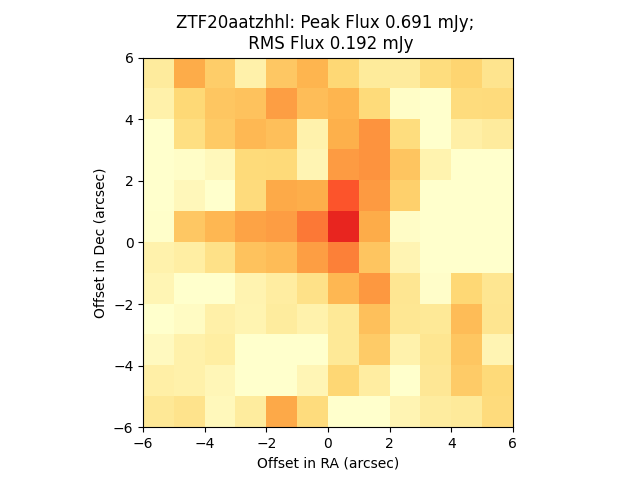 ZTF20aatzhhl: Peak Flux 0.691 mJy;
RMS Flux 0.192 mJy
6
4
2
0
−2
−4
−6
Offset in Dec (arcsec)
−6 −4 −2 0 2 4 6
Offset in RA (arcsec)